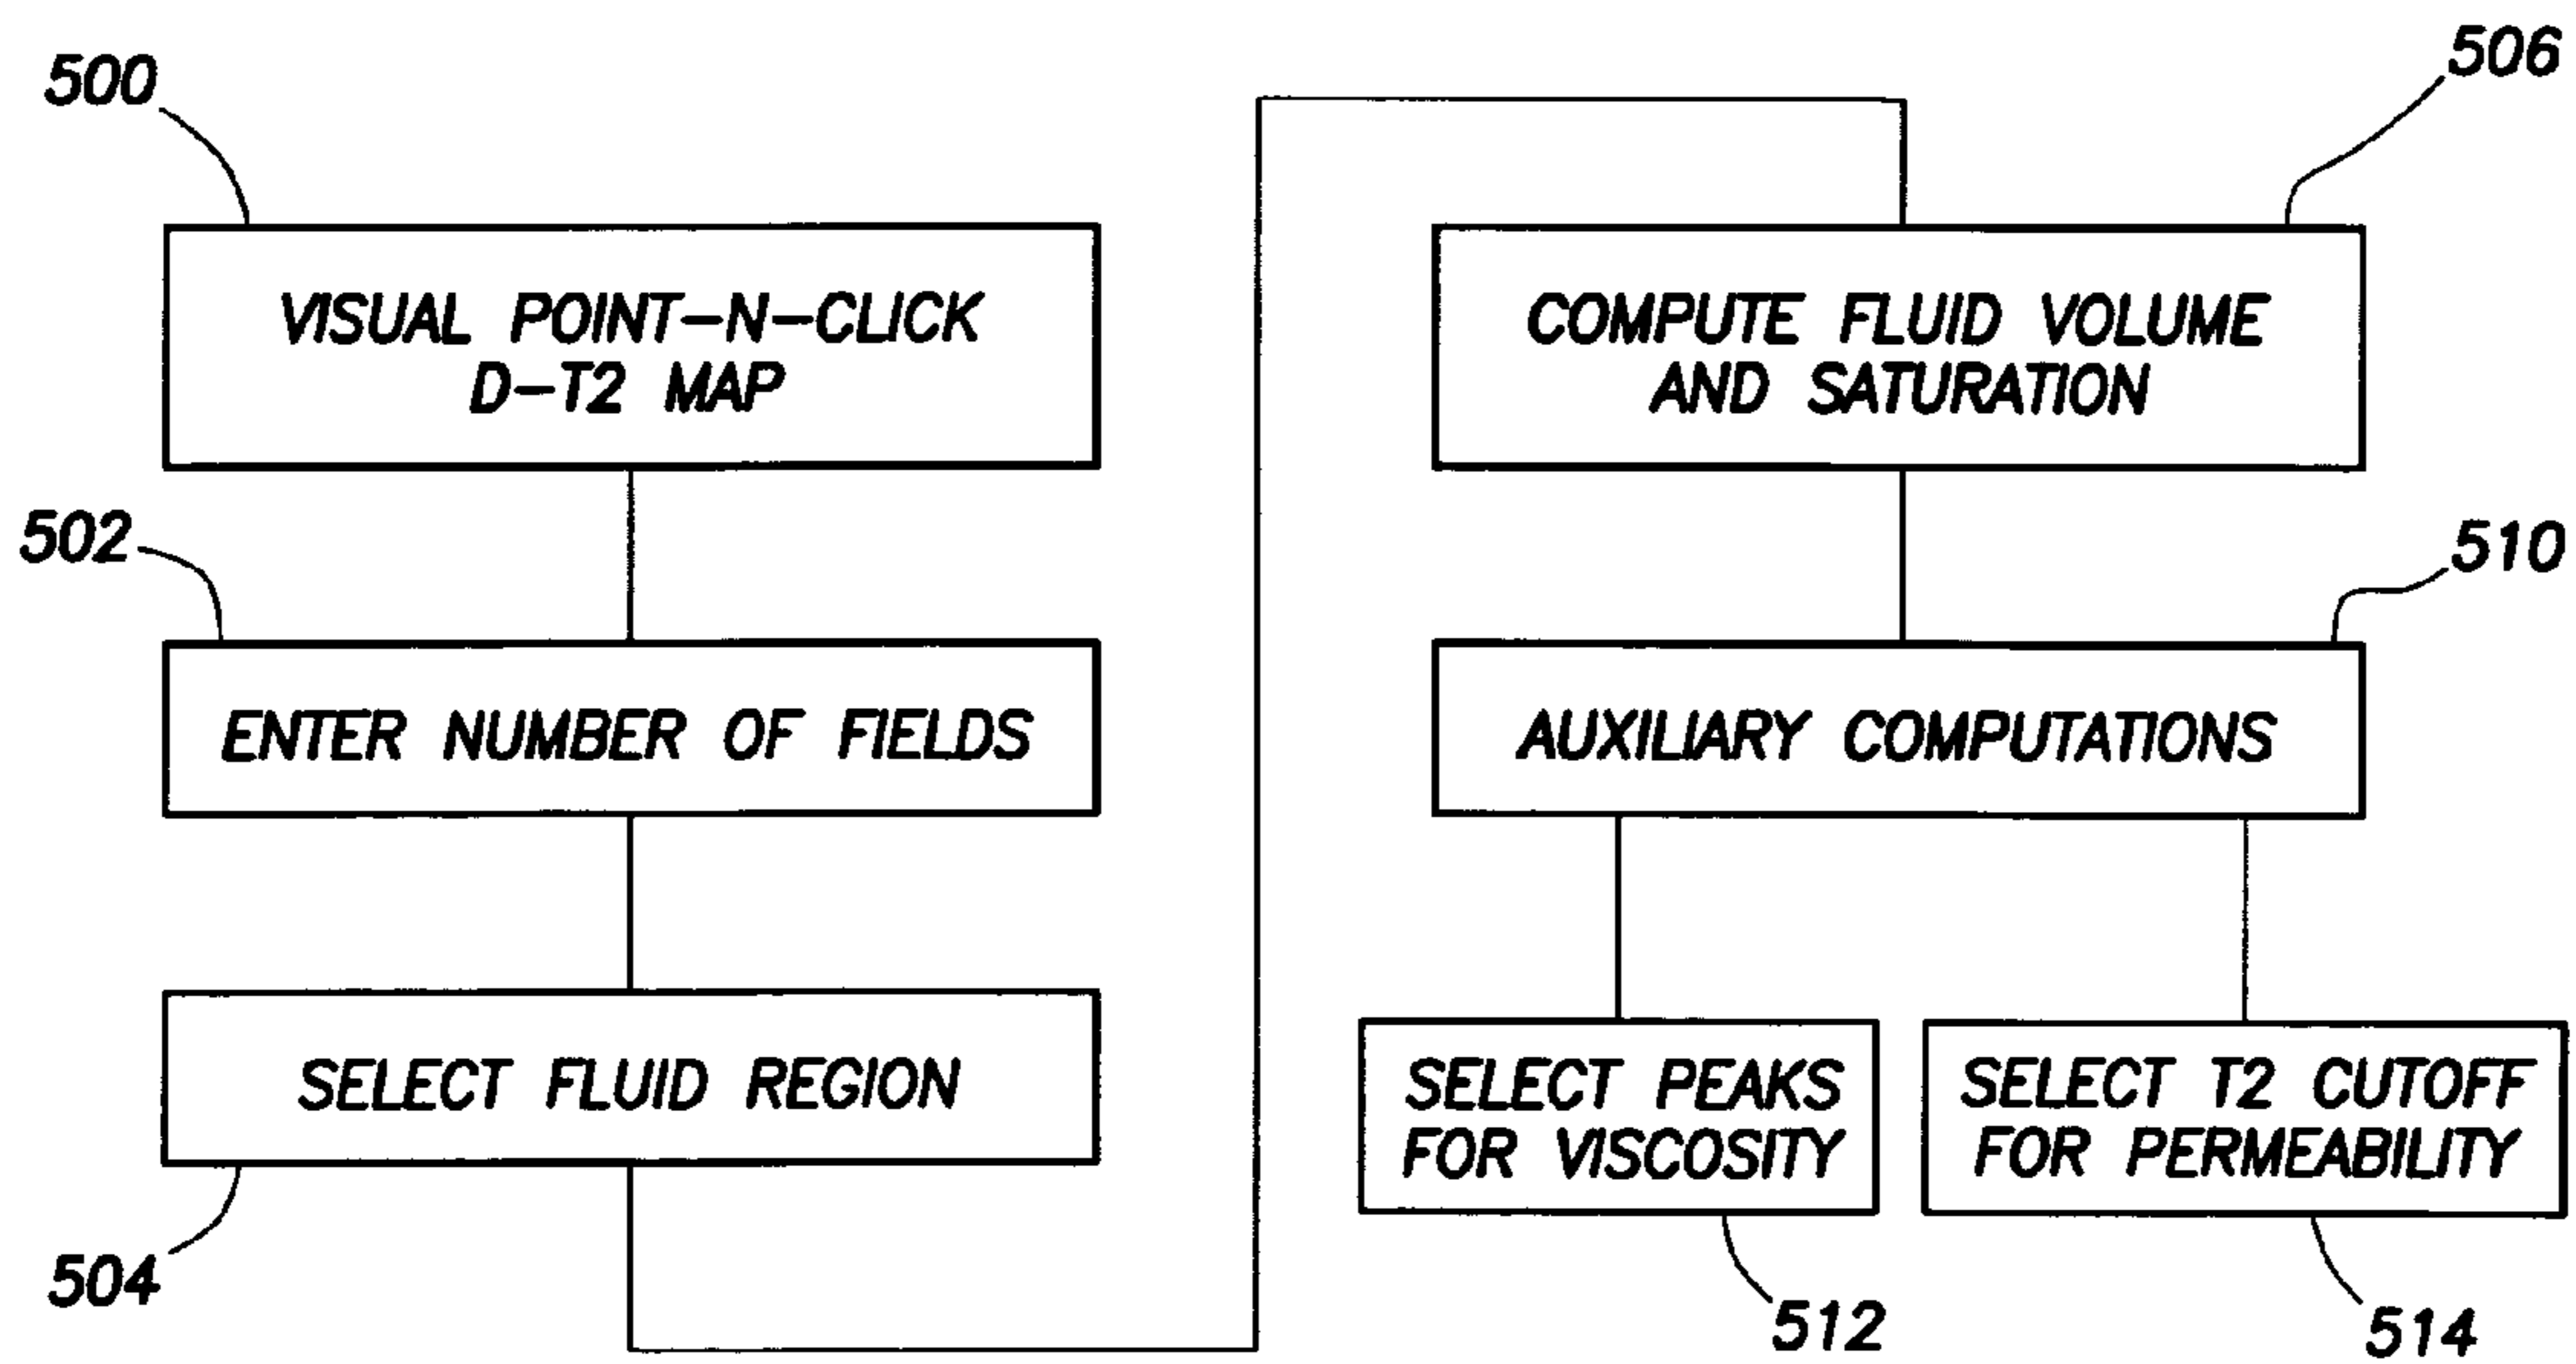 500
VISUAL POINT-N-CLICK
D-T2 MAP
502
ENTER NUMBER OF FIELDS
SELECT FLUID REGION
504
506
COMPUTE FLUID VOLUME
AND SATURATION
510
AUXILIARY COMPUTATIONS
SELECT PEAKS
FOR VISCOSITY
512
SELECT T2 CUTOFF
FOR PERMEABILITY
514